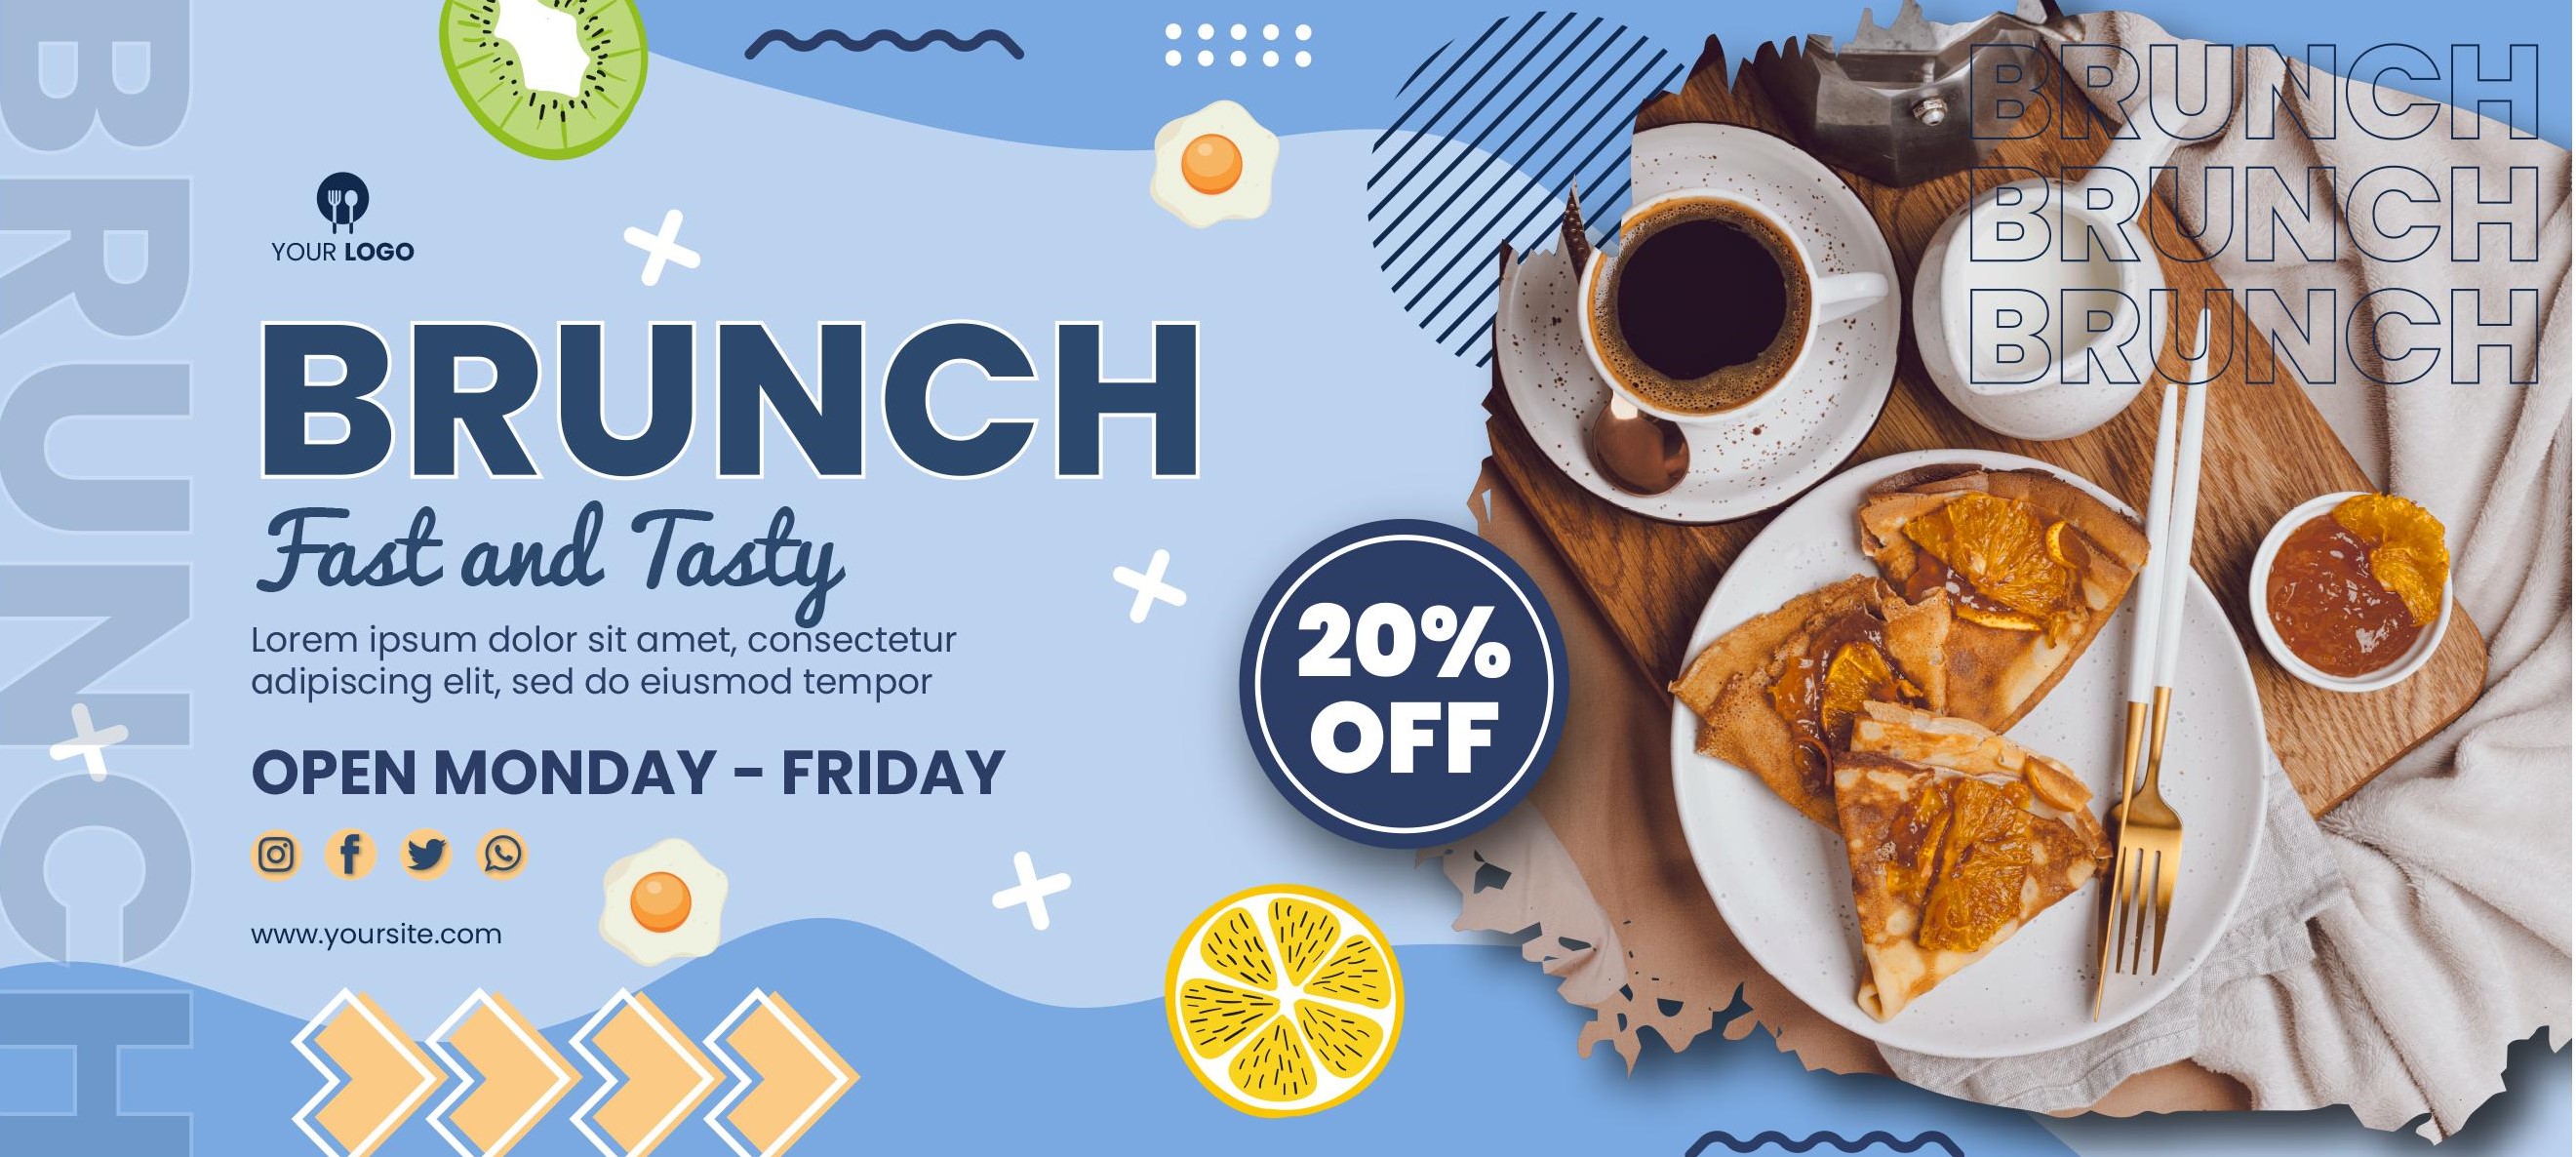 BRUNCH
YOUR LOGO
BRUNCH
Fast and Tasty
Lorem ipsum dolor sit amet, consectetur
adipiscing elit, sed do eiusmod tempor
OPEN MONDAY - FRIDAY
www.yoursite.com
20%
OFF
BRUNCH
BRUNCH
BRUNCH